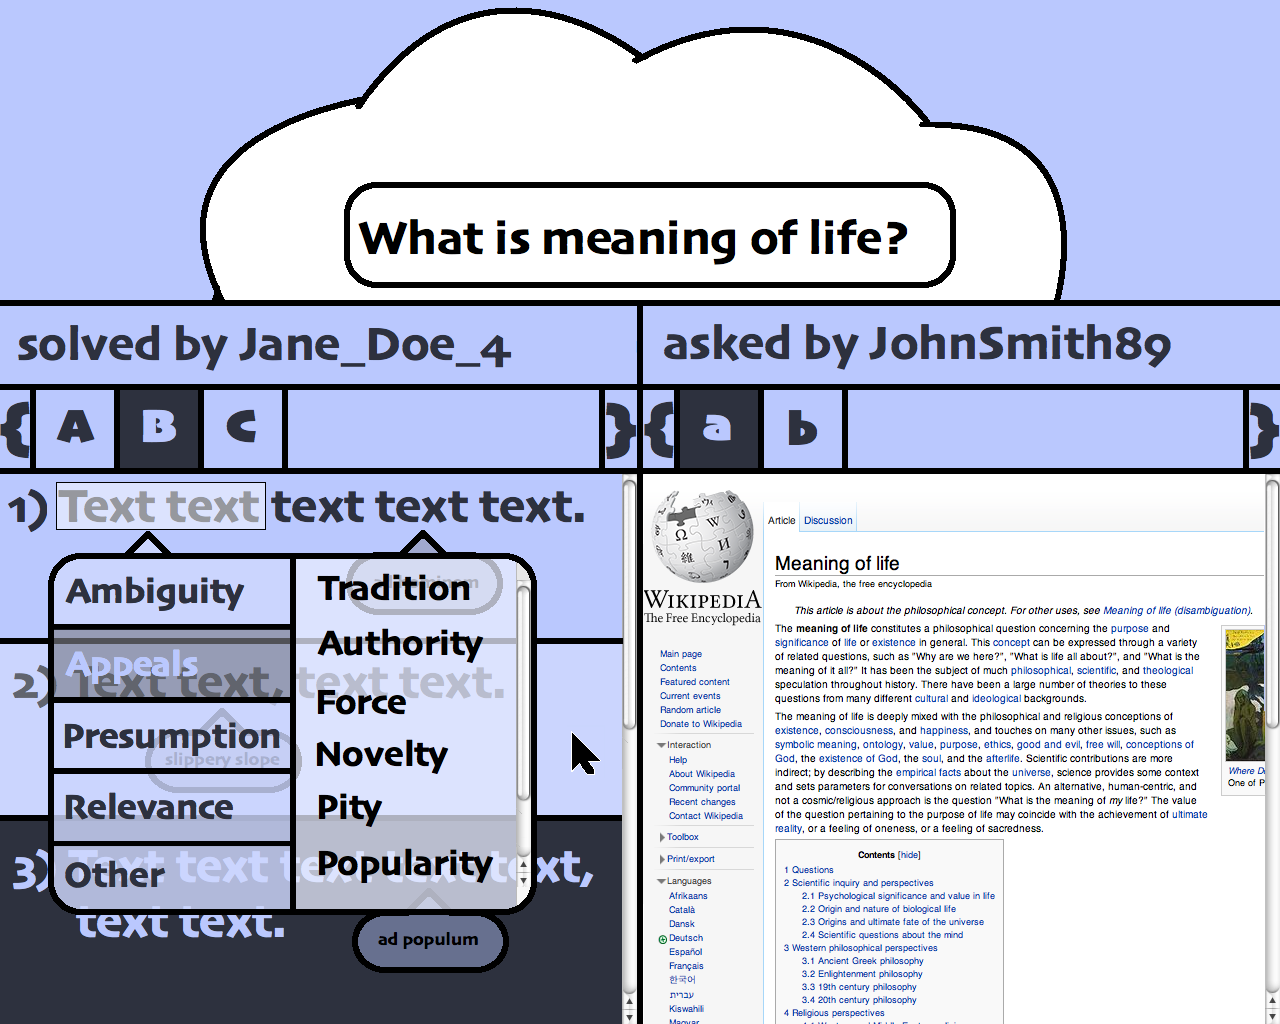 What is meaning of life?
solved by Jane_Doe_4
asked by JohnSmith89
{ A B C }
{ a b }
1) Text text text text text.
Ambiguity
Appeals
Presumption
Relevance
Other
Tradition
Authority
Force
Novelty
Pity
Popularity
2) Text text, text text text.
slippery slope
3) Text text text text text,
text text.
ad populum
WIKIPEDIA
The Free Encyclopedia
Main page
Contents
Featured content
Current events
Random article
Donate to Wikipedia
Interaction
Help
About Wikipedia
Community portal
Recent changes
Contact Wikipedia
Toolbox
Print/export
Languages
Afrikaans
Català
Dansk
Deutsch
Español
Français
한국어
עברית
Kiswahili
Magyar
Article Discussion
Meaning of life
From Wikipedia, the free encyclopedia
This article is about the philosophical concept. For other uses, see Meaning of life (disambiguation).
The meaning of life constitutes a philosophical question concerning the purpose and
significance of life or existence in general. This concept can be expressed through a variety
of related questions, such as "Why are we here?", "What is life all about?", and "What is the
meaning of it all?" It has been the subject of much philosophical, scientific, and theological
speculation throughout history. There have been a large number of theories to these
questions from many different cultural and ideological backgrounds.
The meaning of life is deeply mixed with the philosophical and religious conceptions of
existence, consciousness, and happiness, and touches on many other issues, such as
symbolic meaning, ontology, value, purpose, ethics, good and evil, free will, conceptions of
God, the existence of God, the soul, and the afterlife. Scientific contributions are more
indirect; by describing the empirical facts about the universe, science provides some context
and sets parameters for conversations on related topics. An alternative, human-centric, and
not a cosmic/religious approach is the question "What is the meaning of my life?" The value
of the question pertaining to the purpose of life may coincide with the achievement of ultimate
reality, or a feeling of oneness, or a feeling of sacredness.
Where D
One of P
Contents [hide]
1 Questions
2 Scientific inquiry and perspectives
2.1 Psychological significance and value in life
2.2 Origin and nature of biological life
2.3 Origins and ultimate fate of the universe
2.4 Scientific questions about the mind
3 Western philosophical perspectives
3.1 Ancient Greek philosophy
3.2 Enlightenment philosophy
3.3 19th century philosophy
3.4 20th century philosophy
4 Religious perspectives